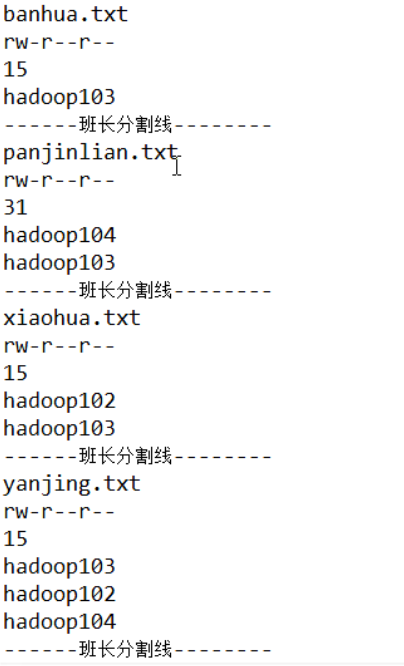 banhua.txt
rw-r--r--
15
hadoop103
------班长分割线--------
panjinlian.txt
rw-r--r--
31
hadoop104
hadoop103
------班长分割线--------
xiaohua.txt
rw-r--r--
15
hadoop102
hadoop103
------班长分割线--------
yanjing.txt
rw-r--r--
15
hadoop103
hadoop102
hadoop104
------班长分割线--------